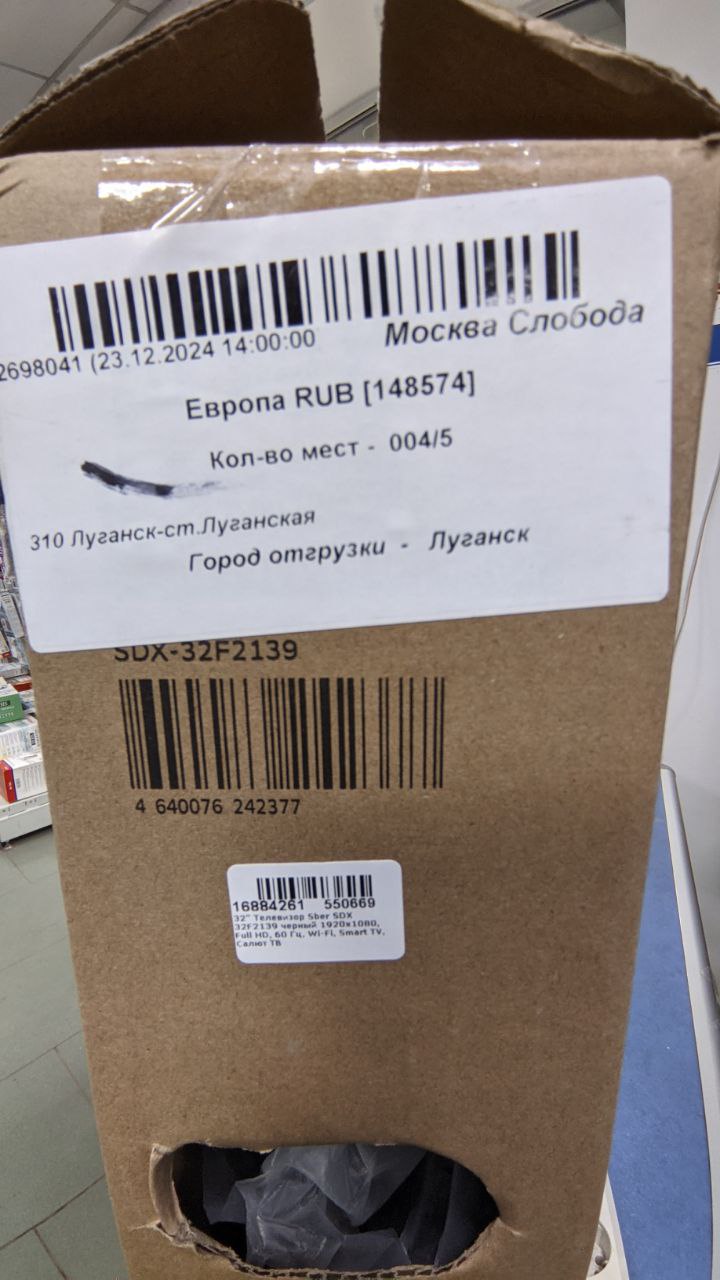 2698041 (23.12.2024 14:00:00
Москва Слобода
Европа RUB [148574]
Кол-во мест - 004/5
310 Луганск-ст.Луганская
Город отгрузки - Луганск
SDX-32F2139
4 640076 242377
16884261 550669
32" Телевизор Sber SDX
32F2139 черный 1920x1080,
Full HD, 60 Гц, Wi-Fi, Smart TV,
Салют ТВ